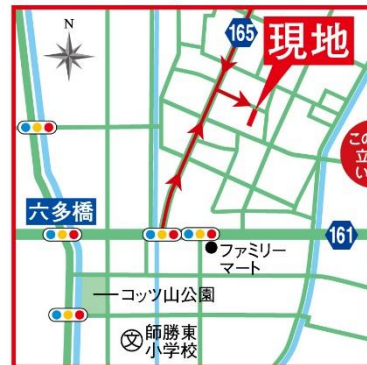 N
165
現地
この
立
い
六多橋
161
ファミリー
マート
コッツ山公園
文
師勝東
小学校